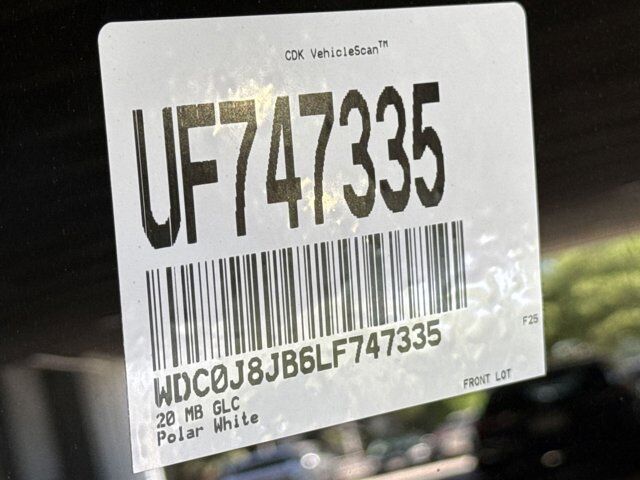 CDK VehicleScan™
UF747335
WDC0J8JB6LF747335
20 MB GLC
Polar White
F25
FRONT LOT